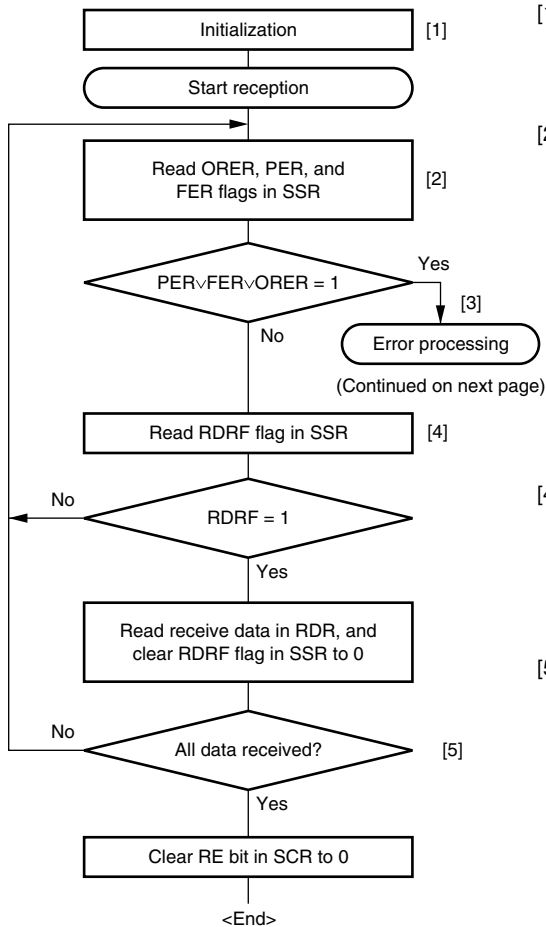 Initialization
[1]
Start reception
Read ORER, PER, and
FER flags in SSR
[2]
PER∨FER∨ORER = 1
Yes
[3]
No
Error processing
(Continued on next page)
Read RDRF flag in SSR
[4]
No
RDRF = 1
Yes
Read receive data in RDR, and
clear RDRF flag in SSR to 0
No
All data received?
[5]
Yes
Clear RE bit in SCR to 0
<End>